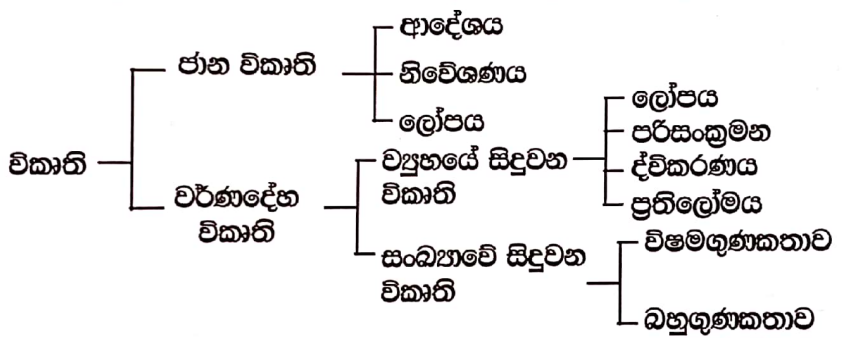 විකෘති
ජාන විකෘති
ආදේශය
නිවේශණය
ලෝපය
වර්ණදේහ
විකෘති
ව්‍යුහයේ සිදුවන
විකෘති
ලෝපය
පරිසංක්‍රමන
ද්විකරණය
ප්‍රතිලෝමය
සංඛ්‍යාවේ සිදුවන
විකෘති
විෂමගුණකතාව
බහුගුණකතාව